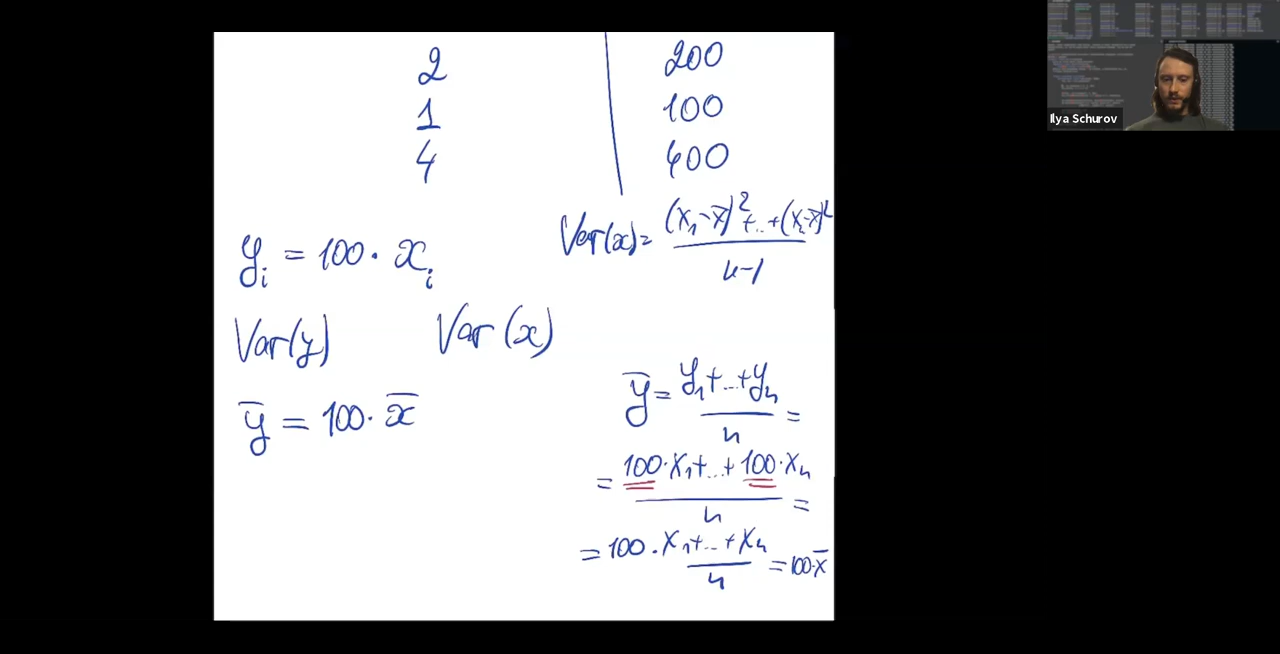 2 | 200
1 | 100
4 | 400
Var(x) = ((x₁-x̄)²+..+(xₙ-x̄)²)/(n-1)
yᵢ = 100 · xᵢ
Var(y) Var(x)
ȳ = (y₁+...+yₙ)/n =
ȳ = 100 · x̄
= (100·x₁+...+100·xₙ)/n =
= 100 · (x₁+...+xₙ)/n = 100·x̄
Ilya Schurov